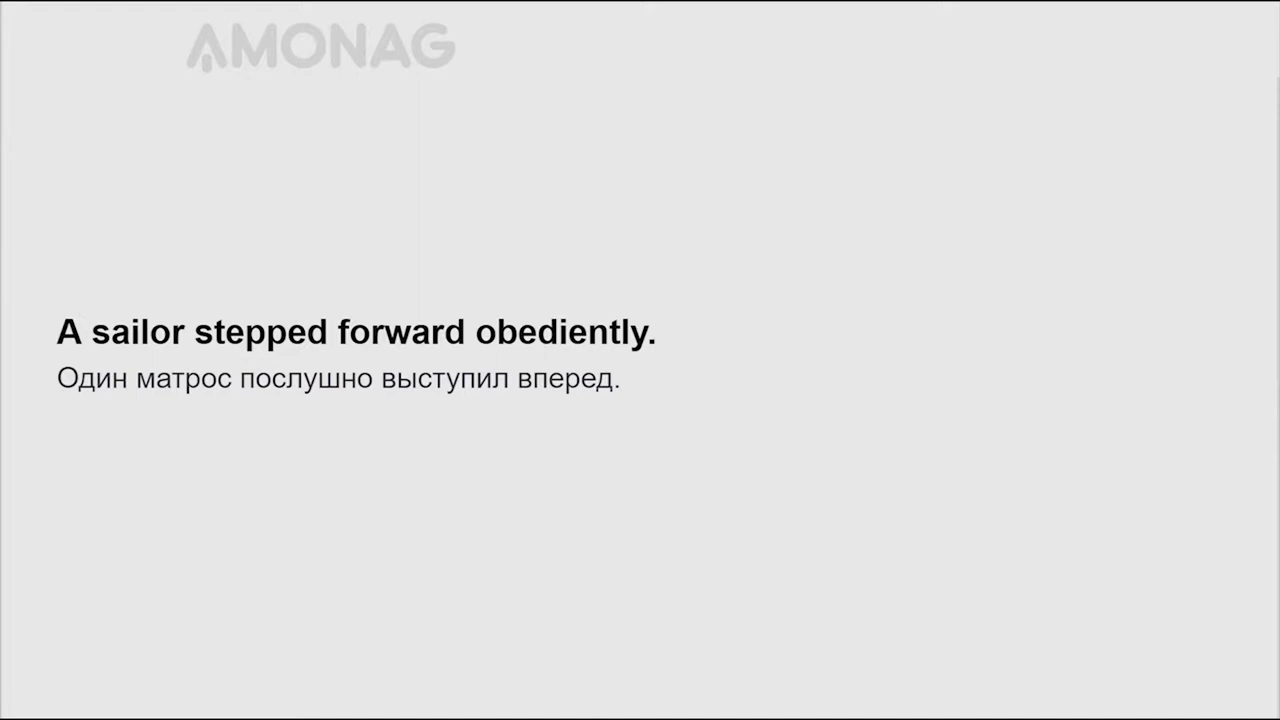 AMONAG
A sailor stepped forward obediently.
Один матрос послушно выступил вперед.